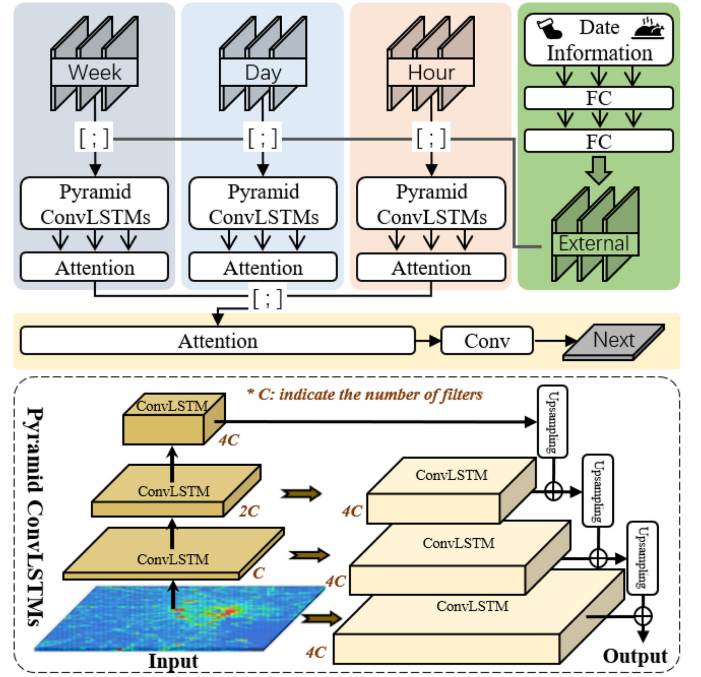 Week
Day
Hour
Date
Information
FC
FC
[ ; ]
[ ; ]
[ ; ]
Pyramid
ConvLSTMs
Pyramid
ConvLSTMs
Pyramid
ConvLSTMs
External
Attention
Attention
Attention
[ ; ]
Attention
Conv
Next
Pyramid ConvLSTMs
* C: indicate the number of filters
ConvLSTM
4C
Upsampling
ConvLSTM
2C
ConvLSTM
4C
Upsampling
ConvLSTM
C
ConvLSTM
4C
Upsampling
ConvLSTM
4C
Input
Output